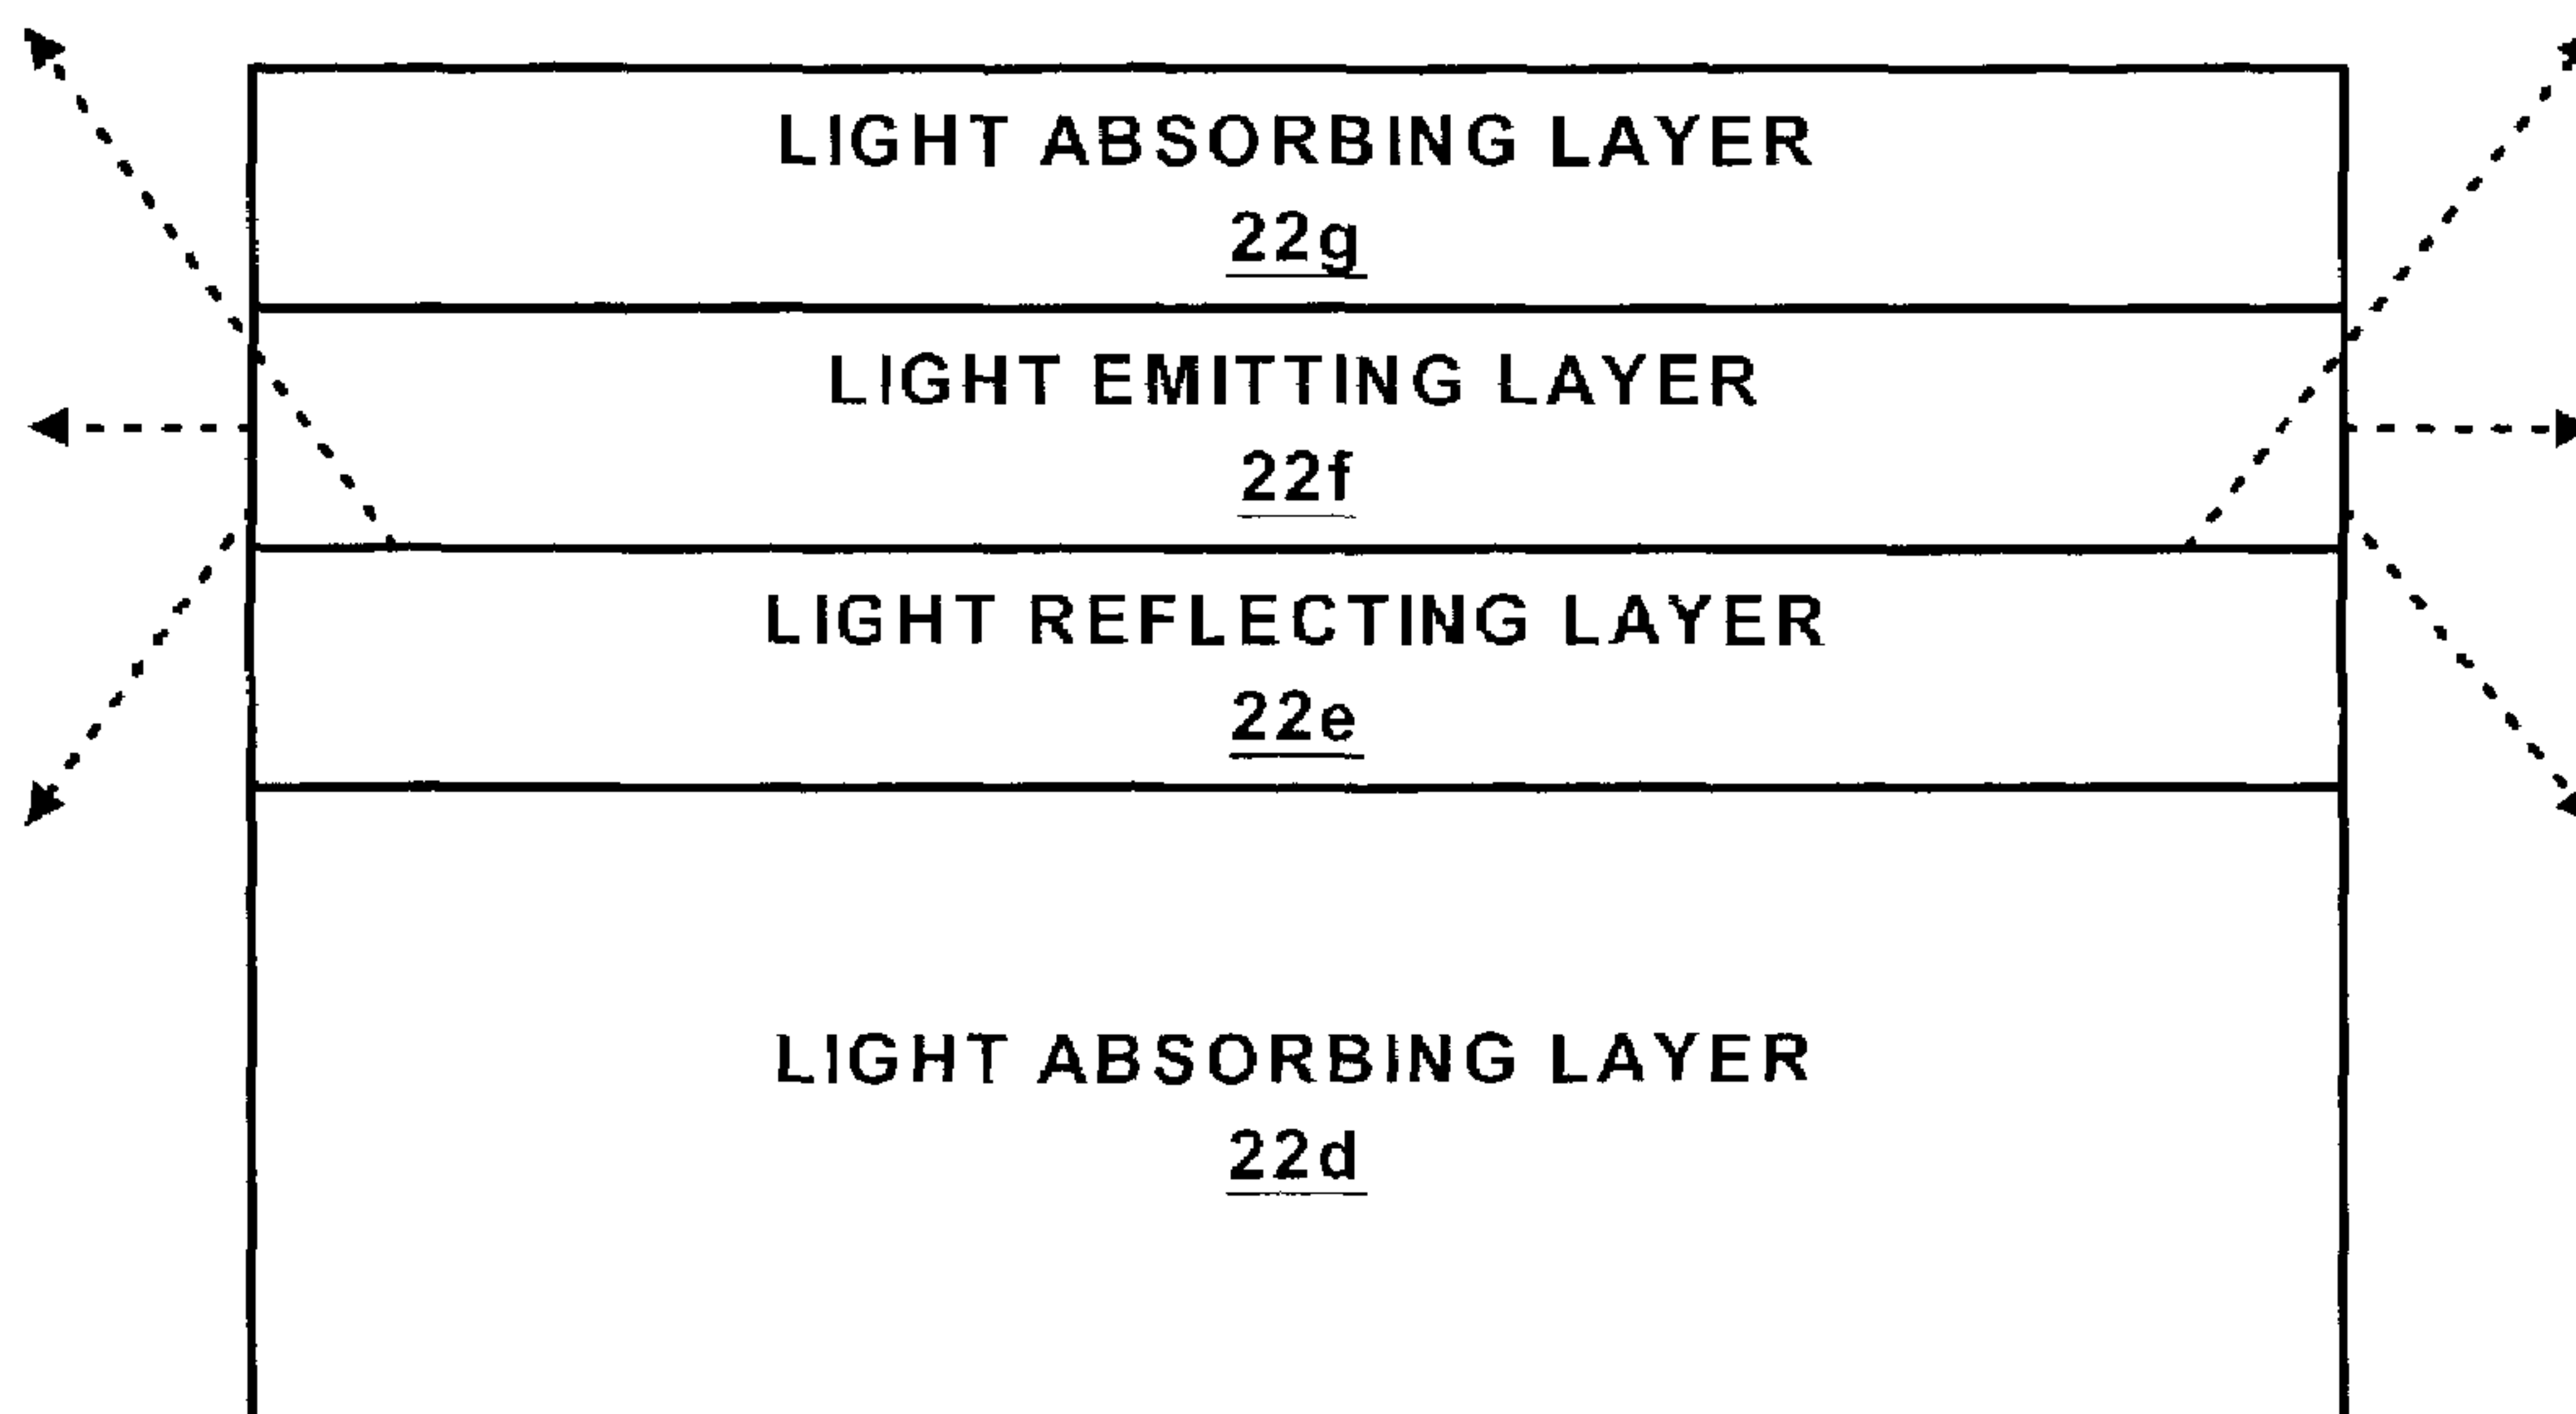 LIGHT ABSORBING LAYER
22g
LIGHT EMITTING LAYER
22f
LIGHT REFLECTING LAYER
22e
LIGHT ABSORBING LAYER
22d